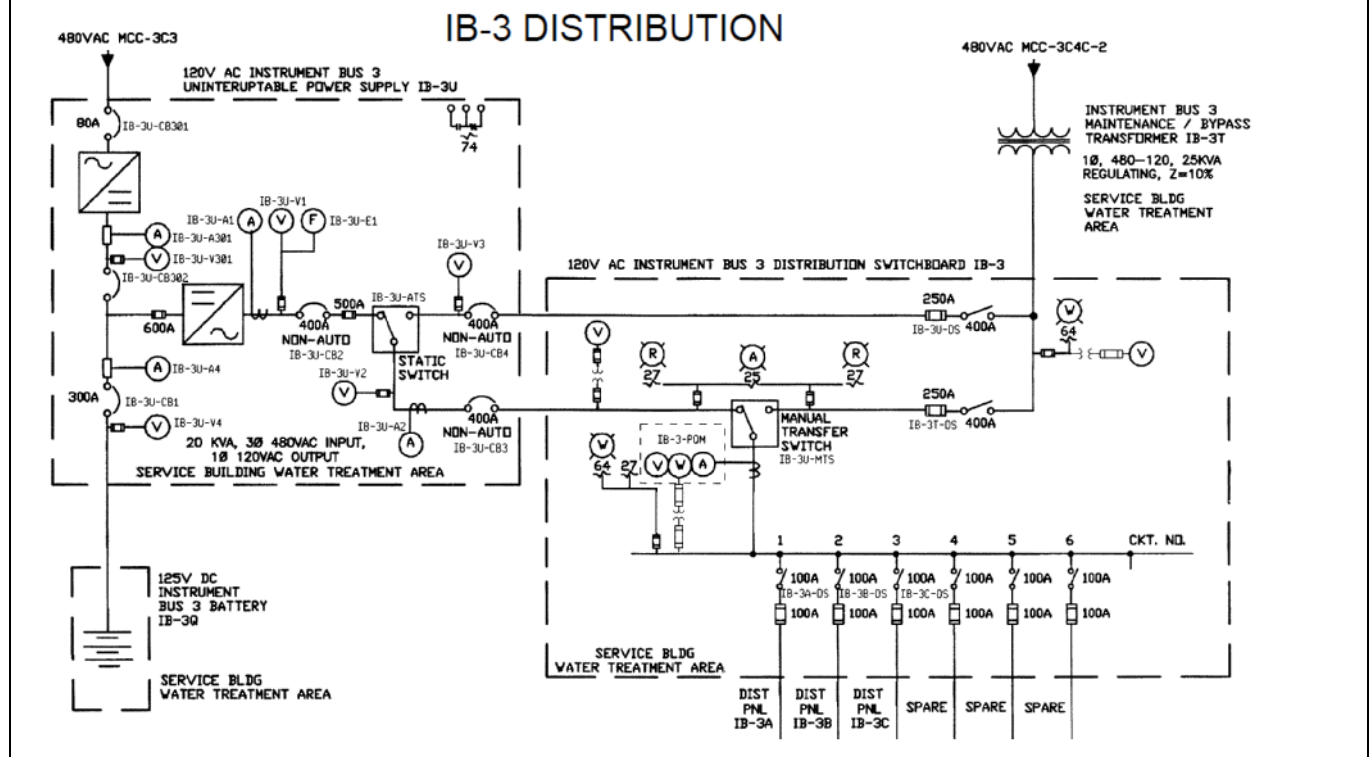 IB-3 DISTRIBUTION
480VAC MCC-3C3
480VAC MCC-3C4C-2
120V AC INSTRUMENT BUS 3
UNINTERUPTABLE POWER SUPPLY IB-3U
80A
IB-3U-CB301
74
INSTRUMENT BUS 3
MAINTENANCE / BYPASS
TRANSFORMER IB-3T
1Ø, 480-120, 25KVA
REGULATING, Z=10%
SERVICE BLDG
WATER TREATMENT
AREA
IB-3U-V1
IB-3U-A1
A
V
F
IB-3U-E1
A
IB-3U-A301
V
IB-3U-V301
IB-3U-CB302
IB-3U-V3
V
120V AC INSTRUMENT BUS 3 DISTRIBUTION SWITCHBOARD IB-3
600A
400A
NON-AUTO
IB-3U-CB2
500A
IB-3U-ATS
STATIC
SWITCH
400A
NON-AUTO
IB-3U-CB4
250A
IB-3U-DS
400A
W
64
V
V
R
27
A
25
R
27
A
IB-3U-A4
300A
IB-3U-CB1
V
IB-3U-V4
IB-3U-V2
V
IB-3U-A2
A
400A
NON-AUTO
IB-3U-CB3
250A
IB-3T-DS
400A
MANUAL
TRANSFER
SWITCH
IB-3U-MTS
20 KVA, 3Ø 480VAC INPUT,
1Ø 120VAC OUTPUT
SERVICE BUILDING WATER TREATMENT AREA
W
64
27
IB-3-POM
V
W
A
1
2
3
4
5
6
CKT. NO.
100A
100A
100A
100A
100A
100A
IB-3A-DS
IB-3B-DS
IB-3C-DS
100A
100A
100A
100A
100A
100A
125V DC
INSTRUMENT
BUS 3 BATTERY
IB-3Q
SERVICE BLDG
WATER TREATMENT AREA
SERVICE BLDG
WATER TREATMENT AREA
DIST
PNL
IB-3A
DIST
PNL
IB-3B
DIST
PNL
IB-3C
SPARE
SPARE
SPARE